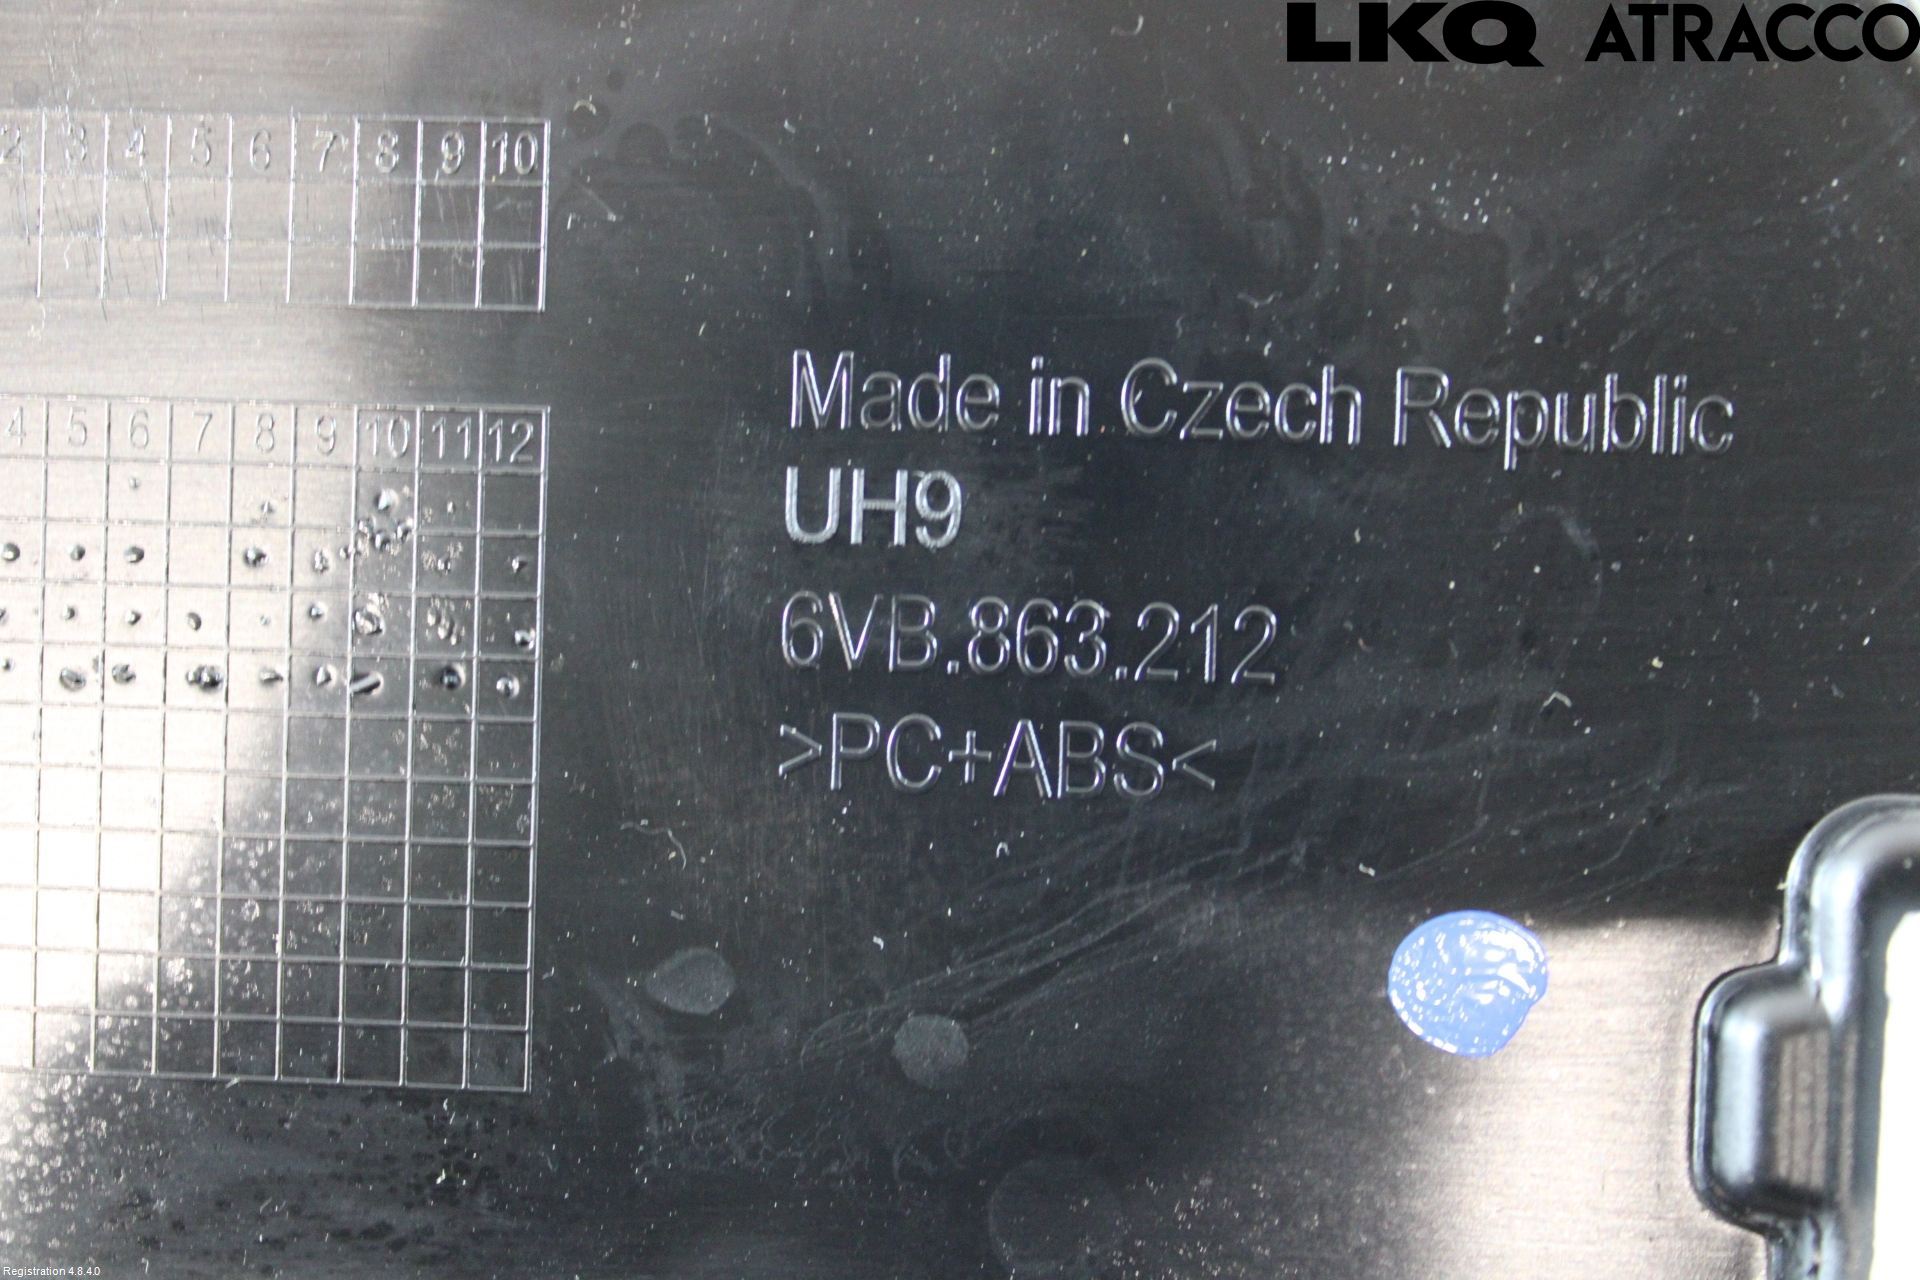 LKQ ATRACCO
2 3 4 5 6 7 8 9 10
4 5 6 7 8 9 10 11 12
Made in Czech Republic
UH9
6VB.863.212
>PC+ABS<
Registration 4.8.4.0